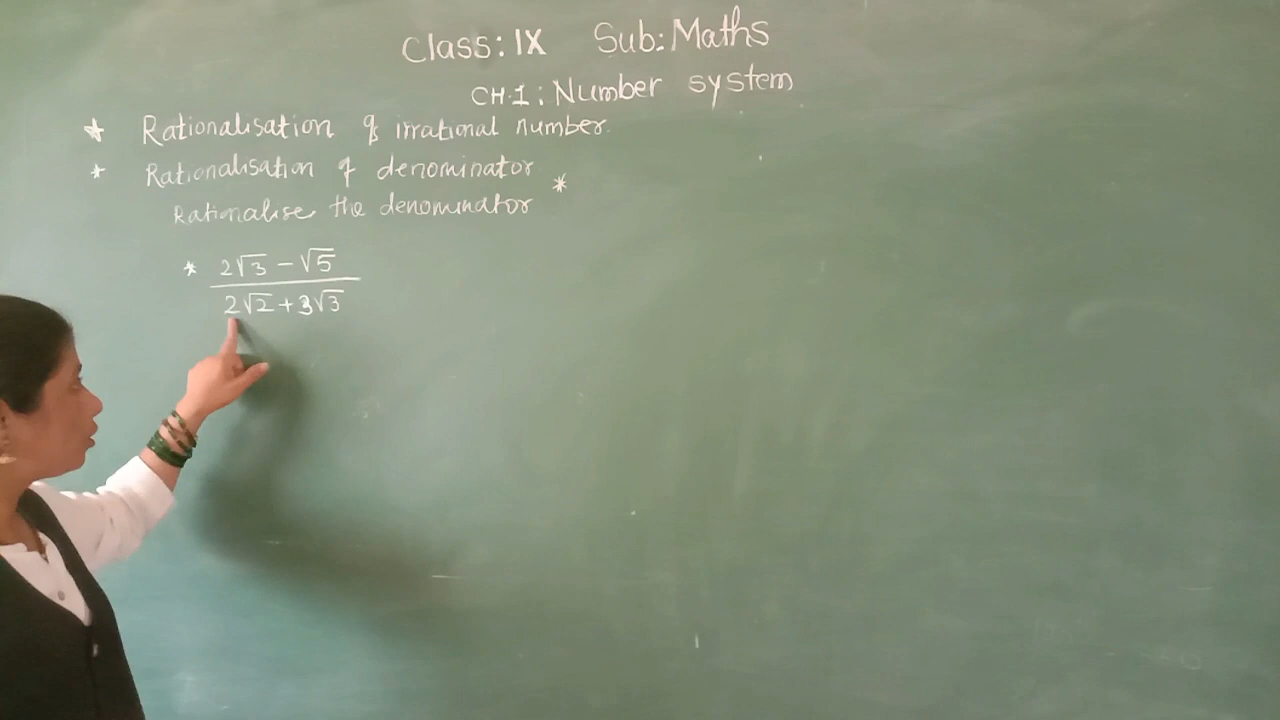 Class: IX Sub: Maths
CH.1: Number system
* Rationalisation of irrational number.
* Rationalisation of denominator
Rationalise the denominator *
* 2√3 - √5
2√2 + 3√3